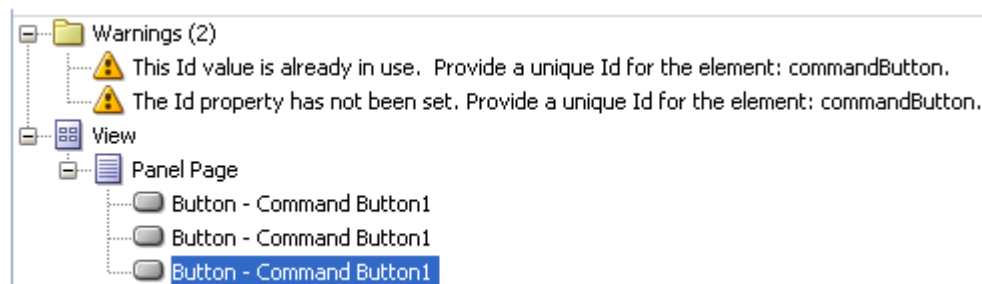 Warnings (2)
This Id value is already in use.  Provide a unique Id for the element: commandButton.
The Id property has not been set. Provide a unique Id for the element: commandButton.
View
Panel Page
Button - Command Button1
Button - Command Button1
Button - Command Button1